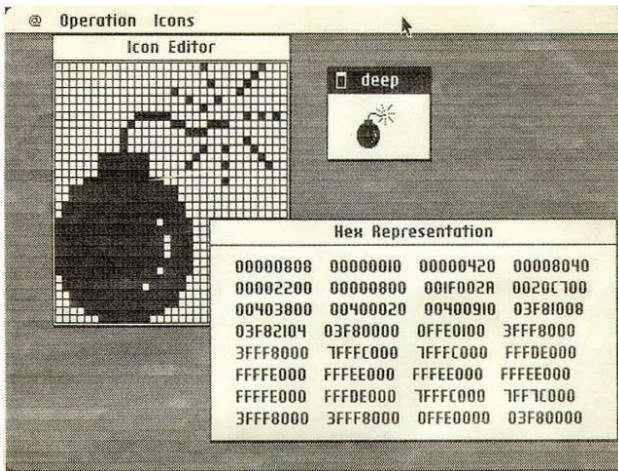 @ Operation Icons
Icon Editor
deep
Hex Representation
00000808 00000010 00000420 00008040
00002200 00000800 001F002A 0020C700
00403800 00400020 00400910 03F81008
03F82104 03F80000 0FFE0100 3FFF8000
3FFF8000 7FFFC000 7FFFC000 FFFDE000
FFFFE000 FFFEE000 FFFEE000 FFFEE000
FFFFE000 FFFDE000 7FFFC000 7FF7C000
3FFF8000 3FFF8000 0FFE0000 03F80000